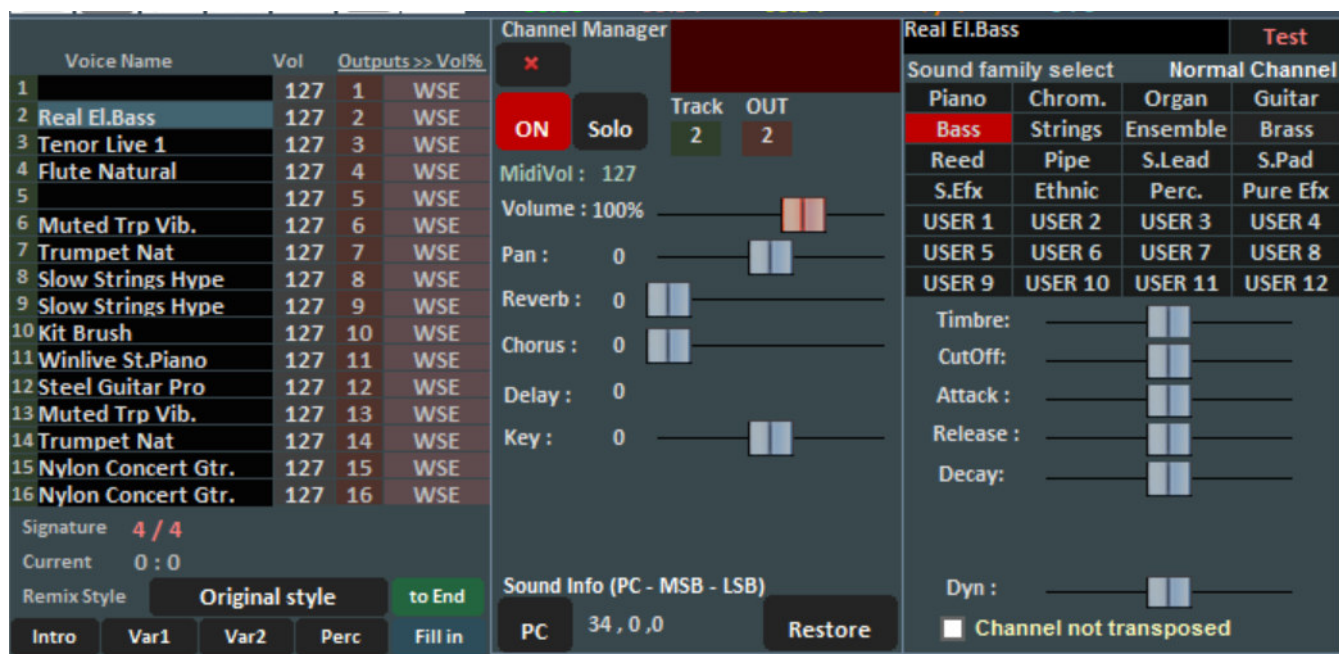 Voice Name Vol Outputs >> Vol%
1 127 1 WSE
2 Real El.Bass 127 2 WSE
3 Tenor Live 1 127 3 WSE
4 Flute Natural 127 4 WSE
5 127 5 WSE
6 Muted Trp Vib. 127 6 WSE
7 Trumpet Nat 127 7 WSE
8 Slow Strings Hype 127 8 WSE
9 Slow Strings Hype 127 9 WSE
10 Kit Brush 127 10 WSE
11 Winlive St.Piano 127 11 WSE
12 Steel Guitar Pro 127 12 WSE
13 Muted Trp Vib. 127 13 WSE
14 Trumpet Nat 127 14 WSE
15 Nylon Concert Gtr. 127 15 WSE
16 Nylon Concert Gtr. 127 16 WSE
Signature 4 / 4
Current 0 : 0
Remix Style Original style to End
Intro Var1 Var2 Perc Fill in
Channel Manager
Track OUT
ON Solo 2 2
MidiVol : 127
Volume : 100%
Pan : 0
Reverb : 0
Chorus : 0
Delay : 0
Key : 0
Sound Info (PC - MSB - LSB)
PC 34 , 0 ,0 Restore
Real El.Bass Test
Sound family select Normal Channel
Piano Chrom. Organ Guitar
Bass Strings Ensemble Brass
Reed Pipe S.Lead S.Pad
S.Efx Ethnic Perc. Pure Efx
USER 1 USER 2 USER 3 USER 4
USER 5 USER 6 USER 7 USER 8
USER 9 USER 10 USER 11 USER 12
Timbre:
CutOff:
Attack :
Release :
Decay:
Dyn :
Channel not transposed